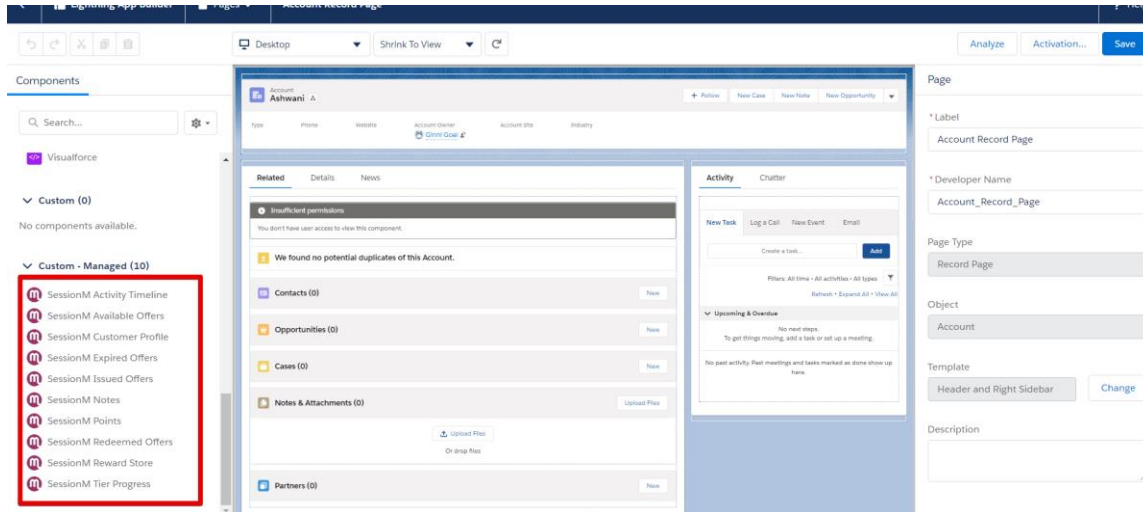 Lightning App Builder
Pages
Account Record Page
Desktop
Shrink To View
Analyze
Activation...
Save
Components
Search...
Visualforce
Custom (0)
No components available.
Custom - Managed (10)
SessionM Activity Timeline
SessionM Available Offers
SessionM Customer Profile
SessionM Expired Offers
SessionM Issued Offers
SessionM Notes
SessionM Points
SessionM Redeemed Offers
SessionM Reward Store
SessionM Tier Progress
Account
Ashwani
+ Follow New Case New Note New Opportunity
Type Phone Website Account Owner Account Site Industry
Ginni Goal
Related Details News
Insufficient permissions
You don't have user access to view this component.
We found no potential duplicates of this Account.
Contacts (0) New
Opportunities (0) New
Cases (0) New
Notes & Attachments (0) Upload Files
Upload Files
Or drop files
Partners (0) New
Activity Chatter
New Task Log a Call New Event Email
Create a task... Add
Filters: All time • All activities • All types
Refresh • Expand All • View All
Upcoming & Overdue
No next steps.
To get things moving, add a task or set up a meeting.
No past activity. Past meetings and tasks marked as done show up
here.
Page
*Label
Account Record Page
*Developer Name
Account_Record_Page
Page Type
Record Page
Object
Account
Template
Header and Right Sidebar
Change
Description